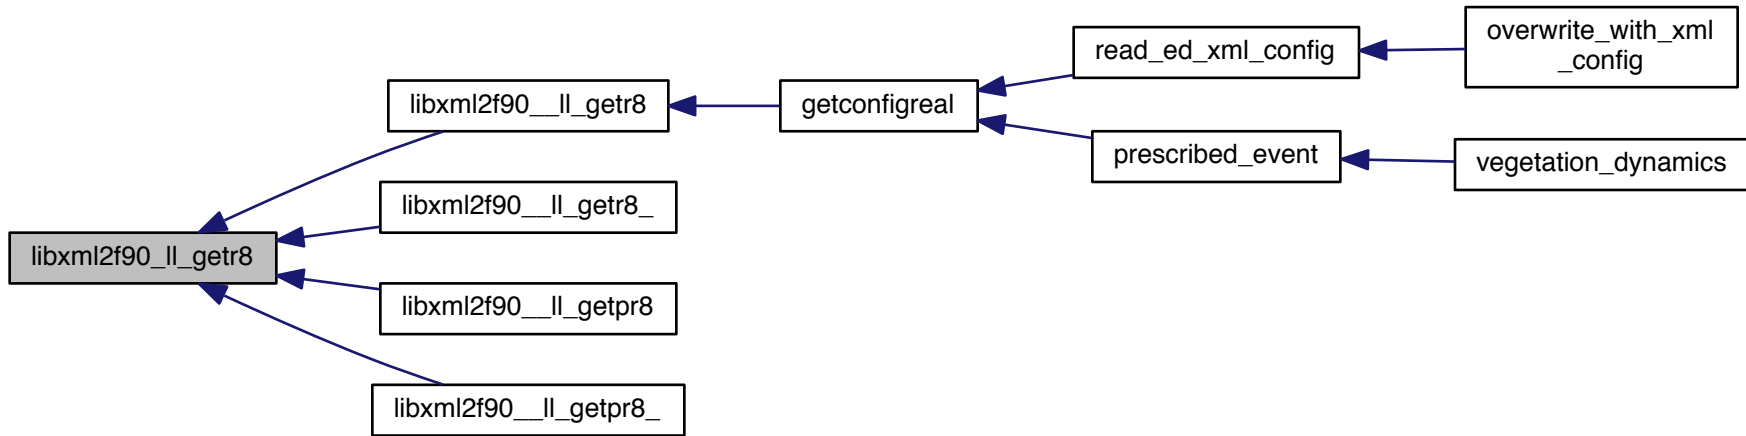 overwrite_with_xml
_config
read_ed_xml_config
libxml2f90__ll_getr8
getconfigreal
prescribed_event
vegetation_dynamics
libxml2f90__ll_getr8_
libxml2f90_ll_getr8
libxml2f90__ll_getpr8
libxml2f90__ll_getpr8_